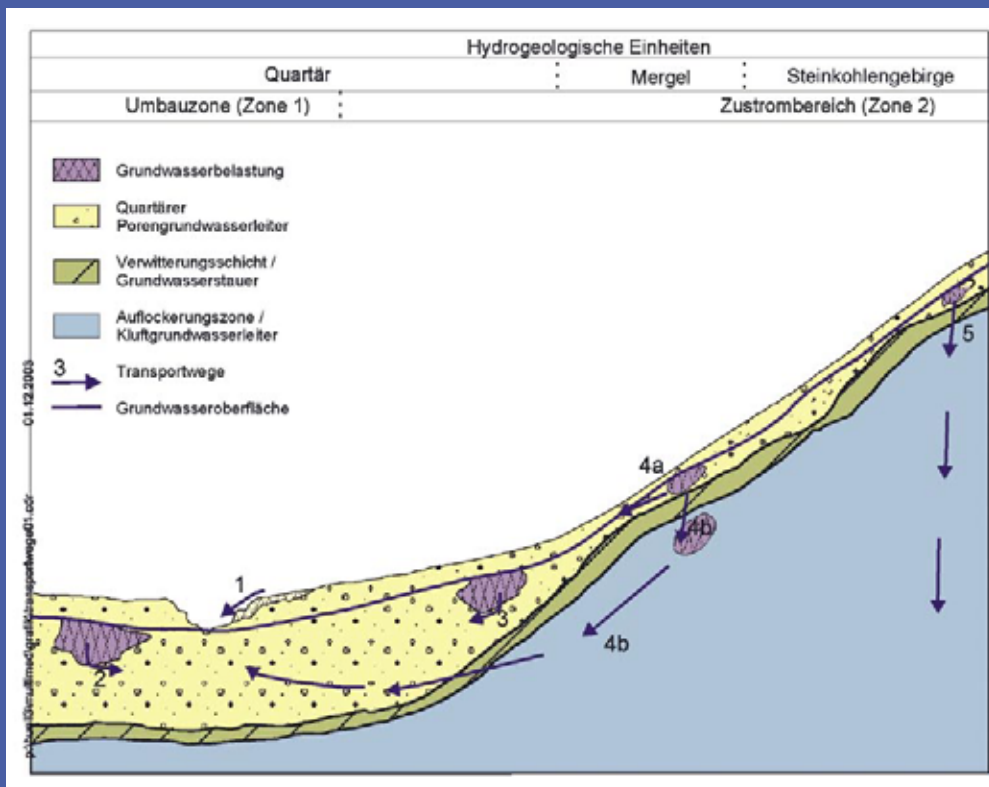 Hydrogeologische Einheiten
Quartär
Mergel
Steinkohlengebirge
Umbauzone (Zone 1)
Zustrombereich (Zone 2)
Grundwasserbelastung
Quartärer
Porengrundwasserleiter
Verwitterungsschicht /
Grundwasserstauer
Auflockerungszone /
Kluftgrundwasserleiter
3
Transportwege
Grundwasseroberfläche
01.12.2003
5
4a
4b
1
3
4b
2